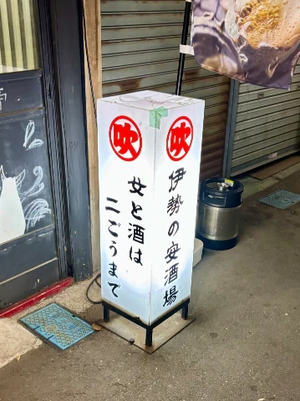 吹
女と酒は
二ごうまで
吹
伊勢の安酒場